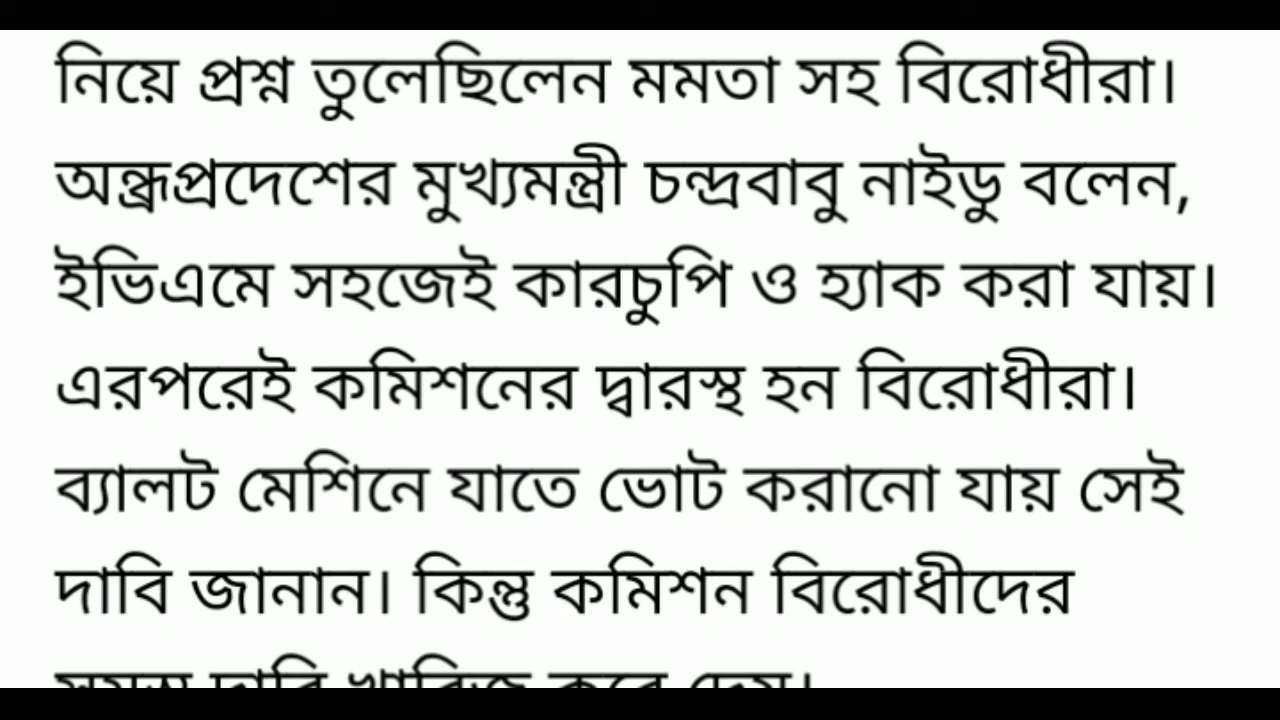 নিয়ে প্রশ্ন তুলেছিলেন মমতা সহ বিরোধীরা।
অন্ধ্রপ্রদেশের মুখ্যমন্ত্রী চন্দ্রবাবু নাইডু বলেন,
ইভিএমে সহজেই কারচুপি ও হ্যাক করা যায়।
এরপরেই কমিশনের দ্বারস্থ হন বিরোধীরা।
ব্যালট মেশিনে যাতে ভোট করানো যায় সেই
দাবি জানান। কিন্তু কমিশন বিরোধীদের
দাবি খারিজ করে দেয়।